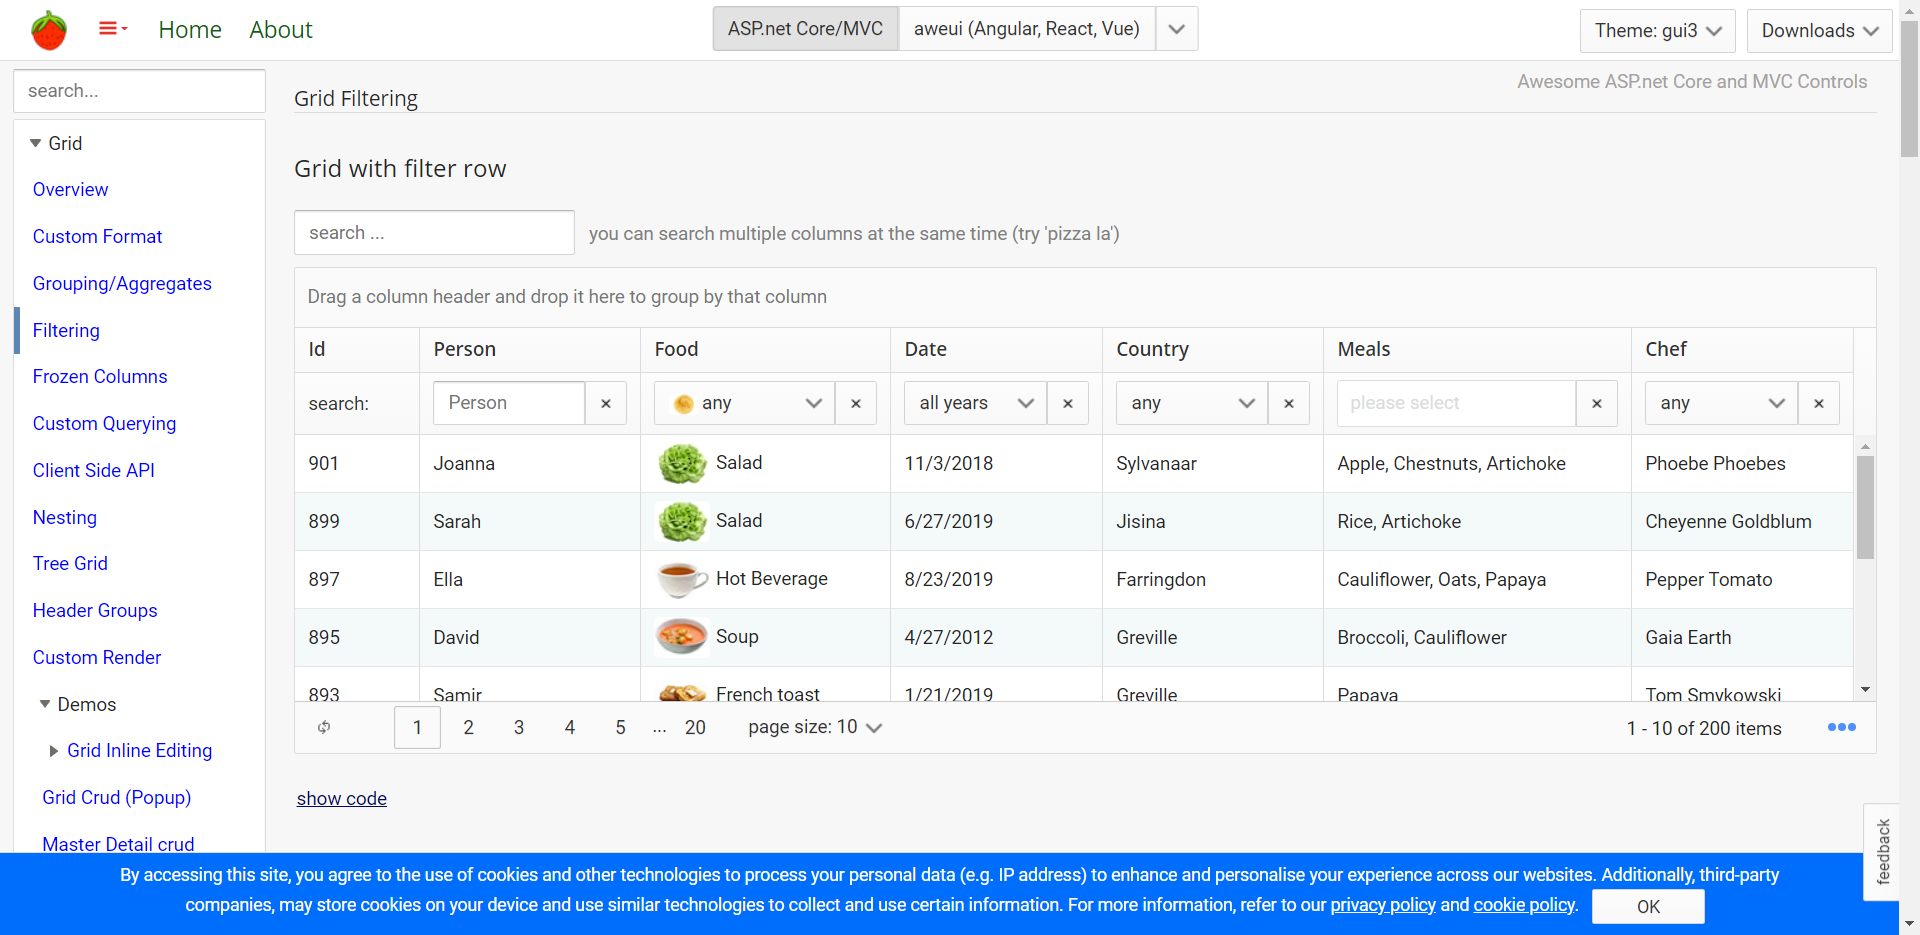 Home About
ASP.net Core/MVC aweui (Angular, React, Vue)
Theme: gui3 Downloads
search...
Grid
Overview
Custom Format
Grouping/Aggregates
Filtering
Frozen Columns
Custom Querying
Client Side API
Nesting
Tree Grid
Header Groups
Custom Render
Demos
Grid Inline Editing
Grid Crud (Popup)
Master Detail crud
Awesome ASP.net Core and MVC Controls
Grid Filtering
Grid with filter row
search ... you can search multiple columns at the same time (try 'pizza la')
Drag a column header and drop it here to group by that column
Id Person Food Date Country Meals Chef
search: Person any all years any please select any
901 Joanna Salad 11/3/2018 Sylvanaar Apple, Chestnuts, Artichoke Phoebe Phoebes
899 Sarah Salad 6/27/2019 Jisina Rice, Artichoke Cheyenne Goldblum
897 Ella Hot Beverage 8/23/2019 Farringdon Cauliflower, Oats, Papaya Pepper Tomato
895 David Soup 4/27/2012 Greville Broccoli, Cauliflower Gaia Earth
893 Samir French toast 1/21/2019 Greville Papaya Tom Smykowski
1 2 3 4 5 ... 20 page size: 10 1 - 10 of 200 items
show code
feedback
By accessing this site, you agree to the use of cookies and other technologies to process your personal data (e.g. IP address) to enhance and personalise your experience across our websites. Additionally, third-party
companies, may store cookies on your device and use similar technologies to collect and use certain information. For more information, refer to our privacy policy and cookie policy. OK